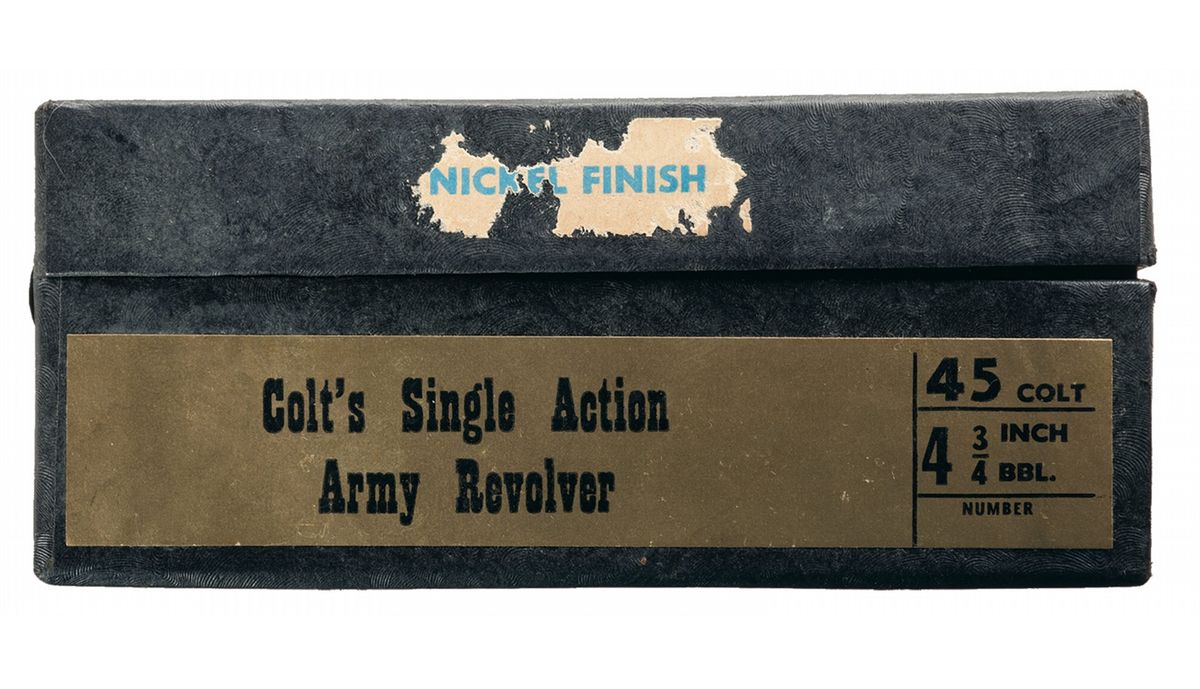 NICKEL FINISH
Colt's Single Action
Army Revolver
45 COLT
4 3/4 INCH
BBL.
NUMBER